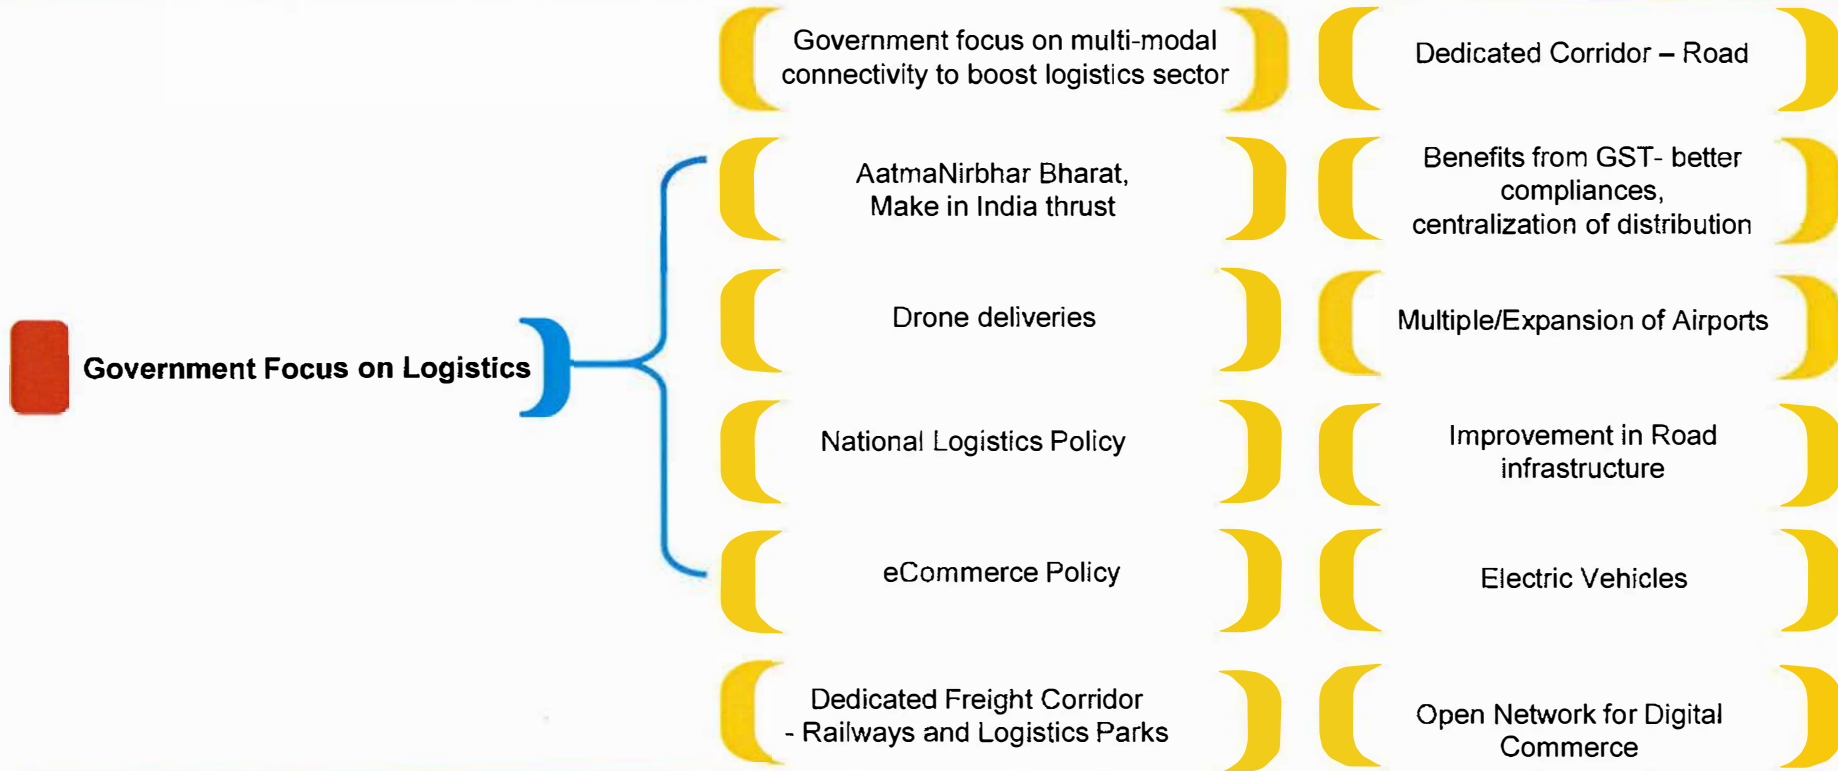 Government Focus on Logistics
Government focus on multi-modal
connectivity to boost logistics sector
AatmaNirbhar Bharat,
Make in India thrust
Drone deliveries
National Logistics Policy
eCommerce Policy
Dedicated Freight Corridor
- Railways and Logistics Parks
Dedicated Corridor – Road
Benefits from GST- better
compliances,
centralization of distribution
Multiple/Expansion of Airports
Improvement in Road
infrastructure
Electric Vehicles
Open Network for Digital
Commerce